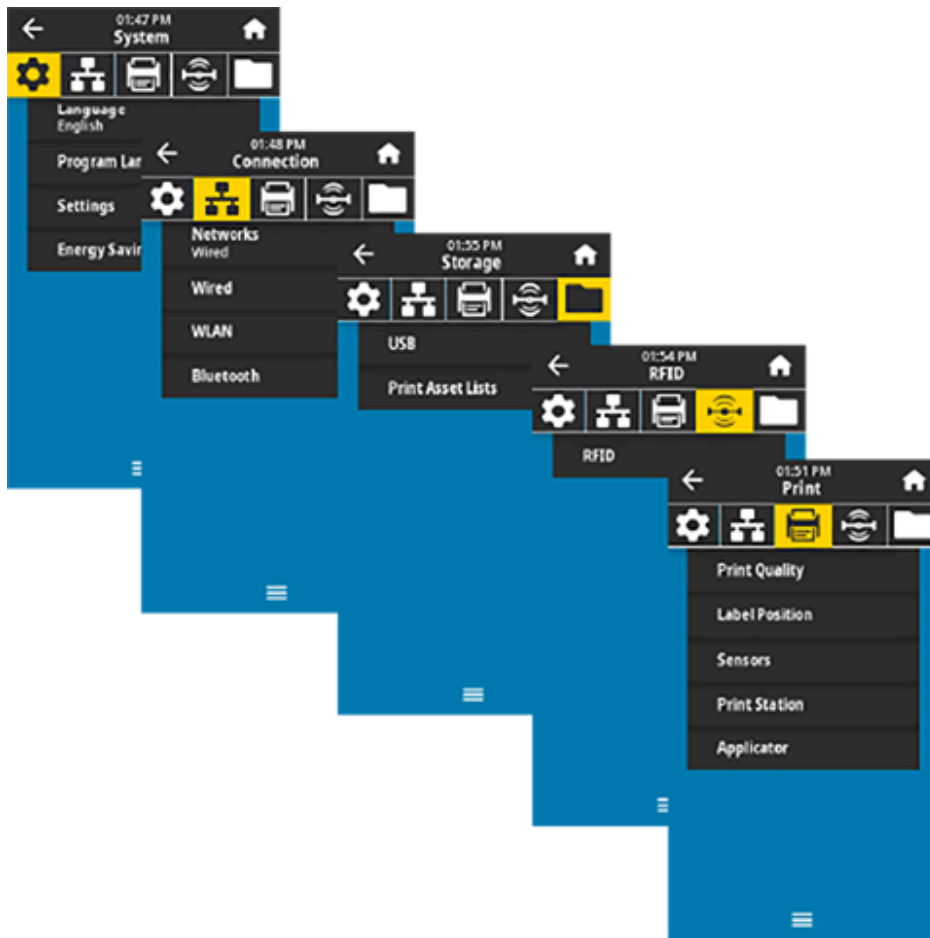 01:47 PM
System
Language
English
Program Lan
Settings
Energy Savin
01:48 PM
Connection
Networks
Wired
Wired
WLAN
Bluetooth
01:55 PM
Storage
USB
Print Asset Lists
01:54 PM
RFID
RFID
01:51 PM
Print
Print Quality
Label Position
Sensors
Print Station
Applicator